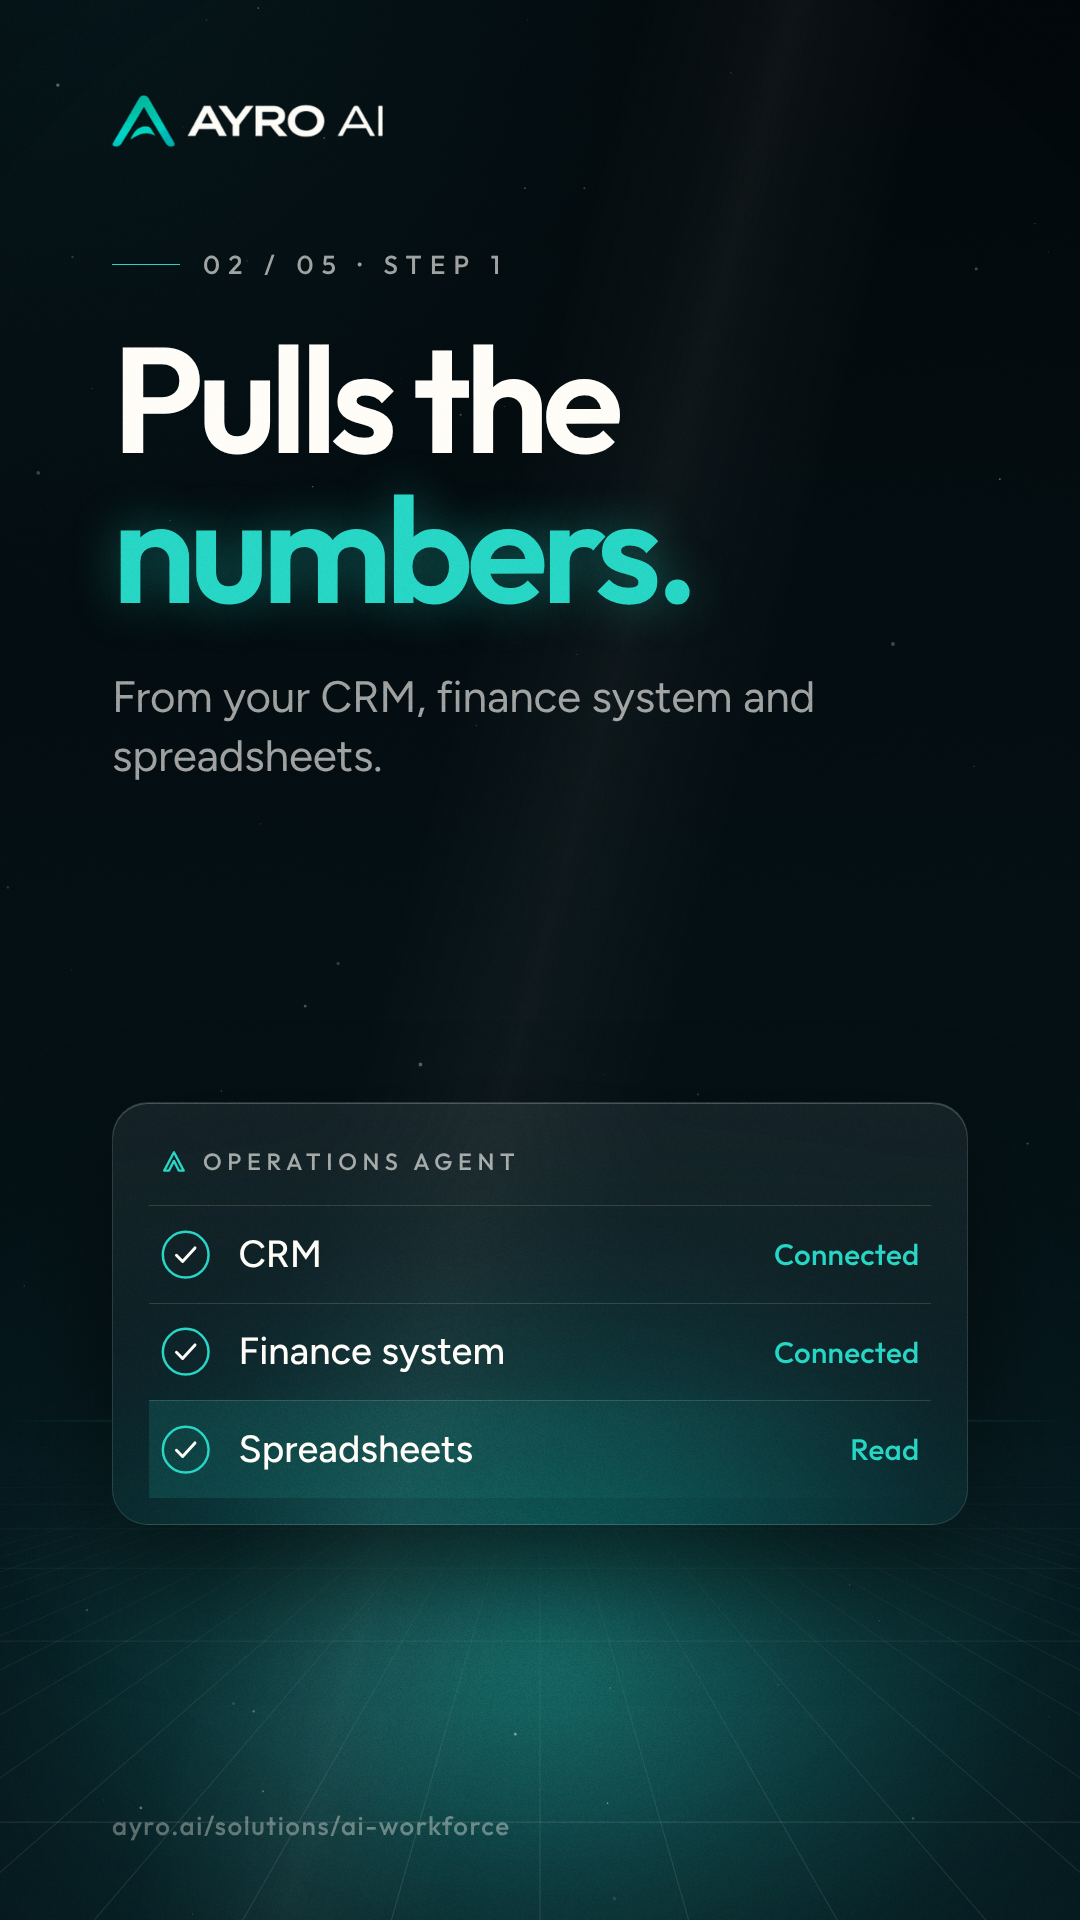 AYRO AI
02 / 05 · STEP 1
Pulls the
numbers.
From your CRM, finance system and
spreadsheets.
OPERATIONS AGENT
CRM Connected
Finance system Connected
Spreadsheets Read
ayro.ai/solutions/ai-workforce